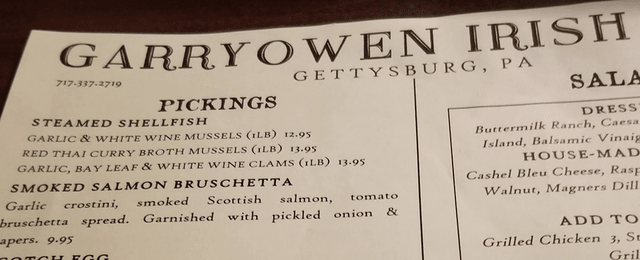 GARRYOWEN IRISH
GETTYSBURG, PA
717.337.2719
PICKINGS
STEAMED SHELLFISH
GARLIC & WHITE WINE MUSSELS (1LB) 12.95
RED THAI CURRY BROTH MUSSELS (1LB) 13.95
GARLIC, BAY LEAF & WHITE WINE CLAMS (1LB) 13.95
SMOKED SALMON BRUSCHETTA
Garlic crostini, smoked Scottish salmon, tomato
bruschetta spread. Garnished with pickled onion &
apers. 9.95
COTCH EGG
SALA
DRESS
Buttermilk Ranch, Caesa
Island, Balsamic Vinaig
HOUSE-MAD
Cashel Bleu Cheese, Rasp
Walnut, Magners Dill
ADD TO
Grilled Chicken 3, St
Gril